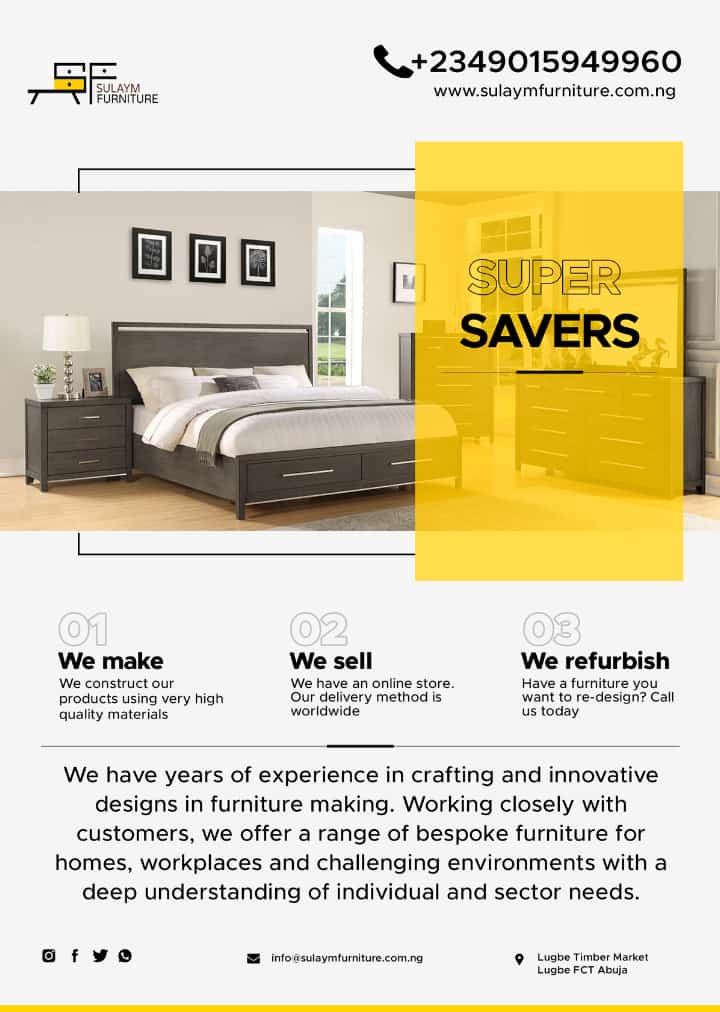 SULAYM
FURNITURE
+2349015949960
www.sulaymfurniture.com.ng
SUPER
SAVERS
01
We make
We construct our
products using very high
quality materials
02
We sell
We have an online store.
Our delivery method is
worldwide
03
We refurbish
Have a furniture you
want to re-design? Call
us today
We have years of experience in crafting and innovative
designs in furniture making. Working closely with
customers, we offer a range of bespoke furniture for
homes, workplaces and challenging environments with a
deep understanding of individual and sector needs.
info@sulaymfurniture.com.ng
Lugbe Timber Market
Lugbe FCT Abuja